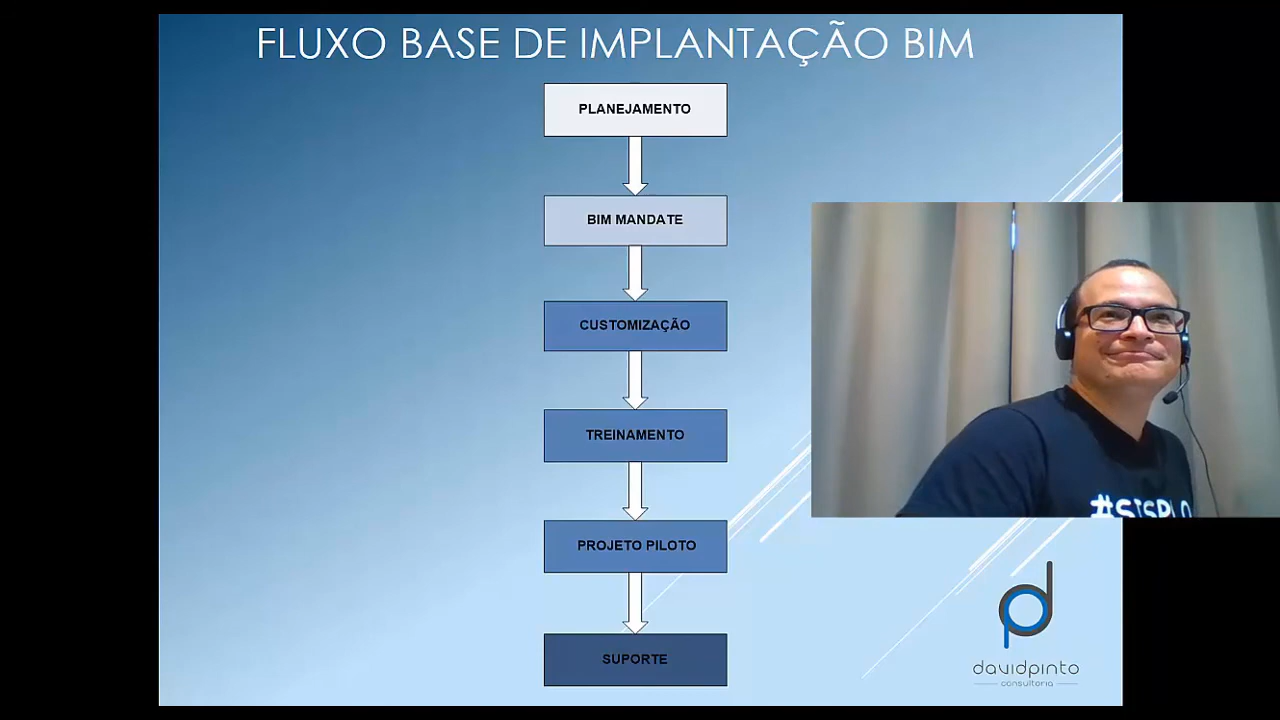 FLUXO BASE DE IMPLANTAÇÃO BIM
PLANEJAMENTO
BIM MANDATE
CUSTOMIZAÇÃO
TREINAMENTO
PROJETO PILOTO
SUPORTE
davidpinto
consultoria